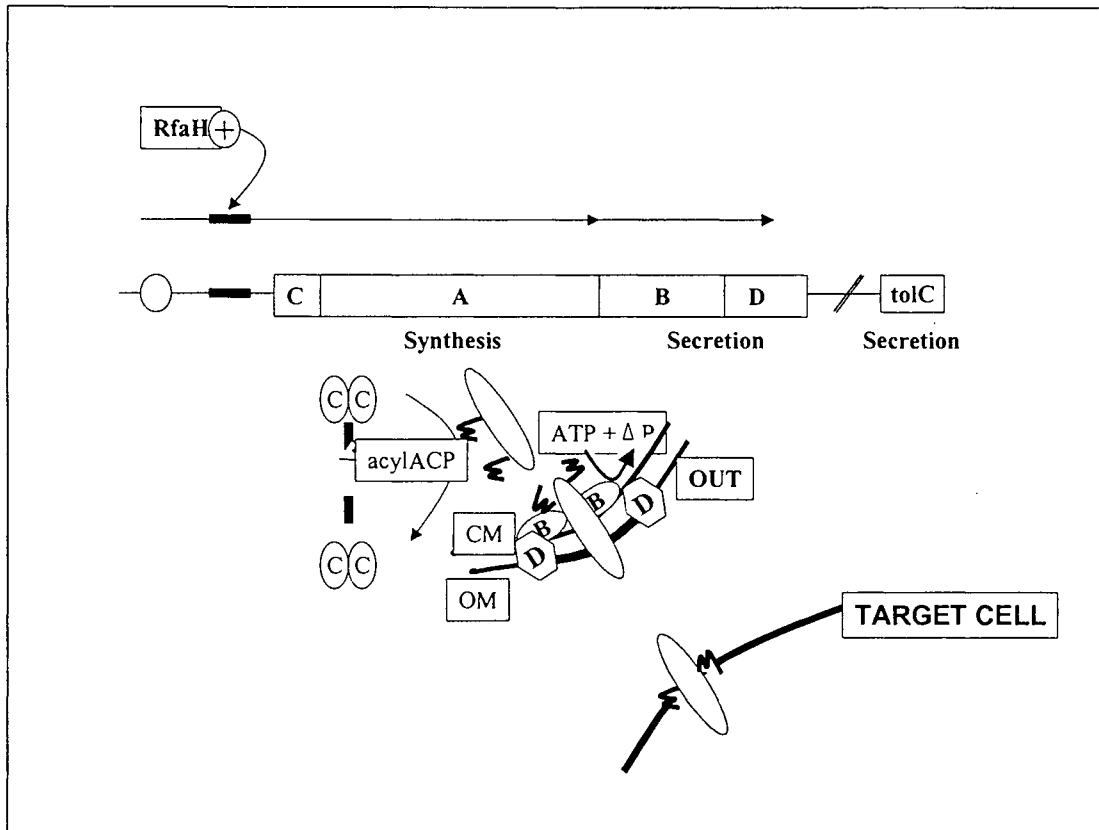 RfaH +
C A B D tolC
Synthesis Secretion Secretion
C C
ATP + Δ P
acylACP
OUT
B
D
CM
B
D
OM
C C
TARGET CELL